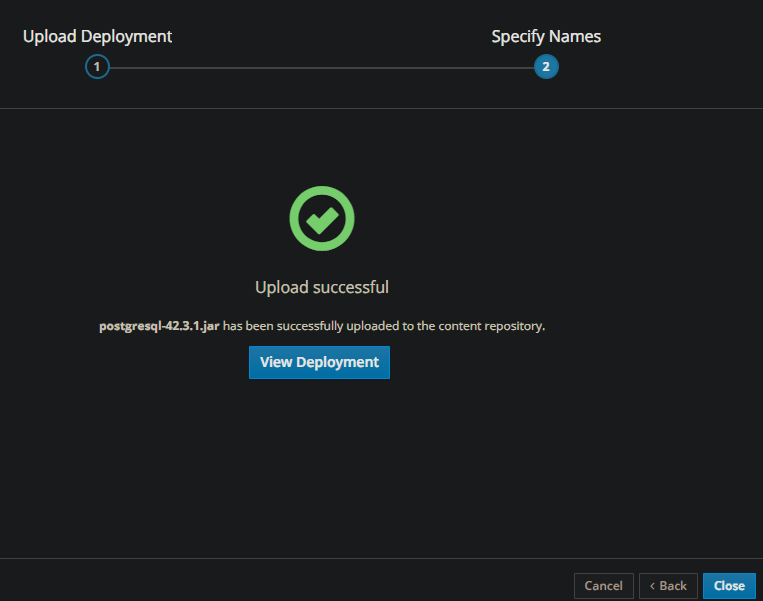 Upload Deployment
Specify Names
1
2
Upload successful
postgresql-42.3.1.jar has been successfully uploaded to the content repository.
View Deployment
Cancel
< Back
Close